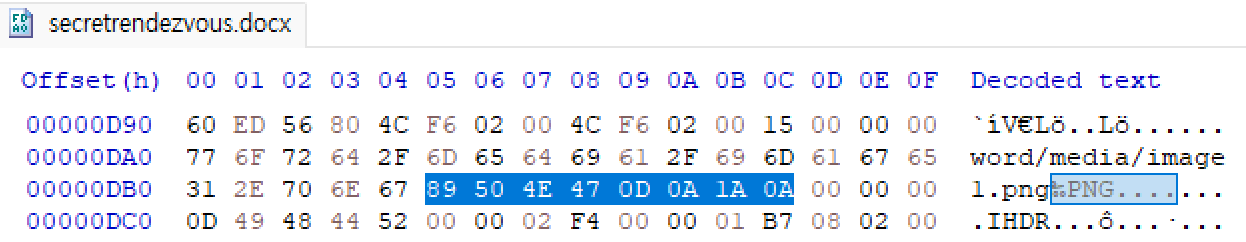 secretrendezvous.docx
Offset(h) 00 01 02 03 04 05 06 07 08 09 0A 0B 0C 0D 0E 0F Decoded text
00000D90 60 ED 56 80 4C F6 02 00 4C F6 02 00 15 00 00 00 `íV€Lö..Lö......
00000DA0 77 6F 72 64 2F 6D 65 64 69 61 2F 69 6D 61 67 65 word/media/image
00000DB0 31 2E 70 6E 67 89 50 4E 47 0D 0A 1A 0A 00 00 00 1.png‰PNG.......
00000DC0 0D 49 48 44 52 00 00 02 F4 00 00 01 B7 08 02 00 .IHDR...ô...·...